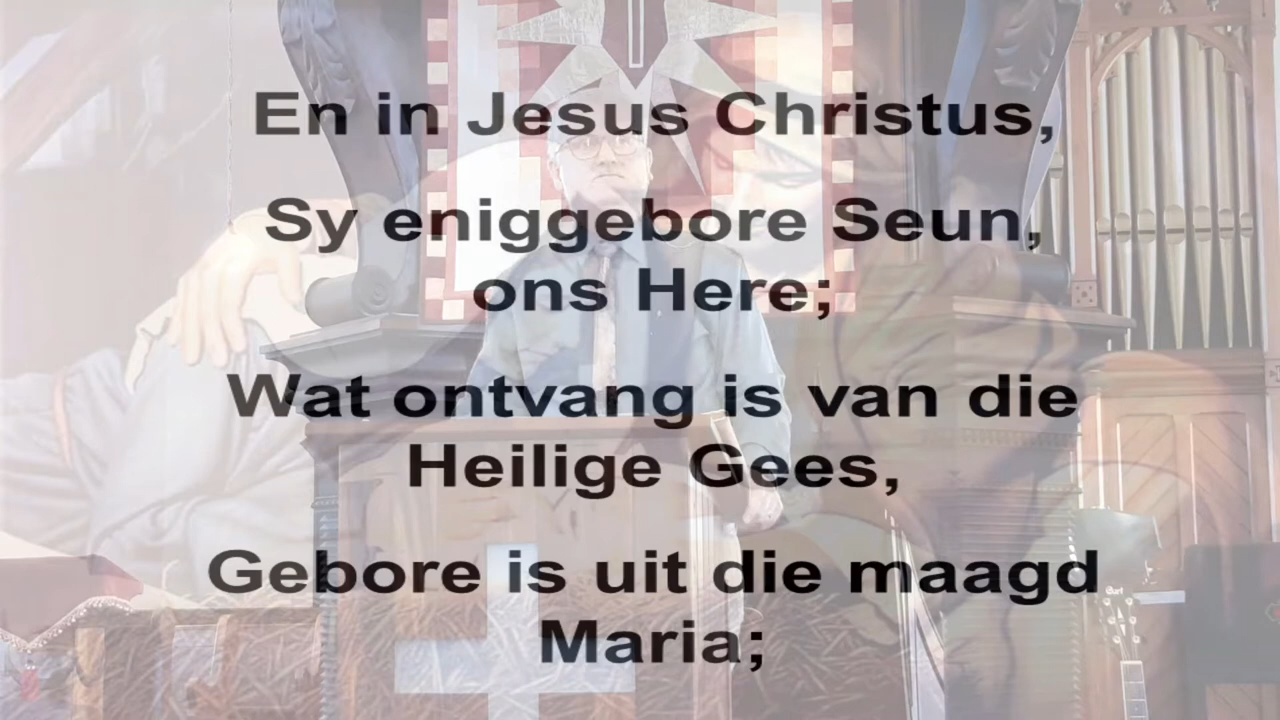 En in Jesus Christus,
Sy eniggebore Seun,
ons Here;
Wat ontvang is van die
Heilige Gees,
Gebore is uit die maagd
Maria;